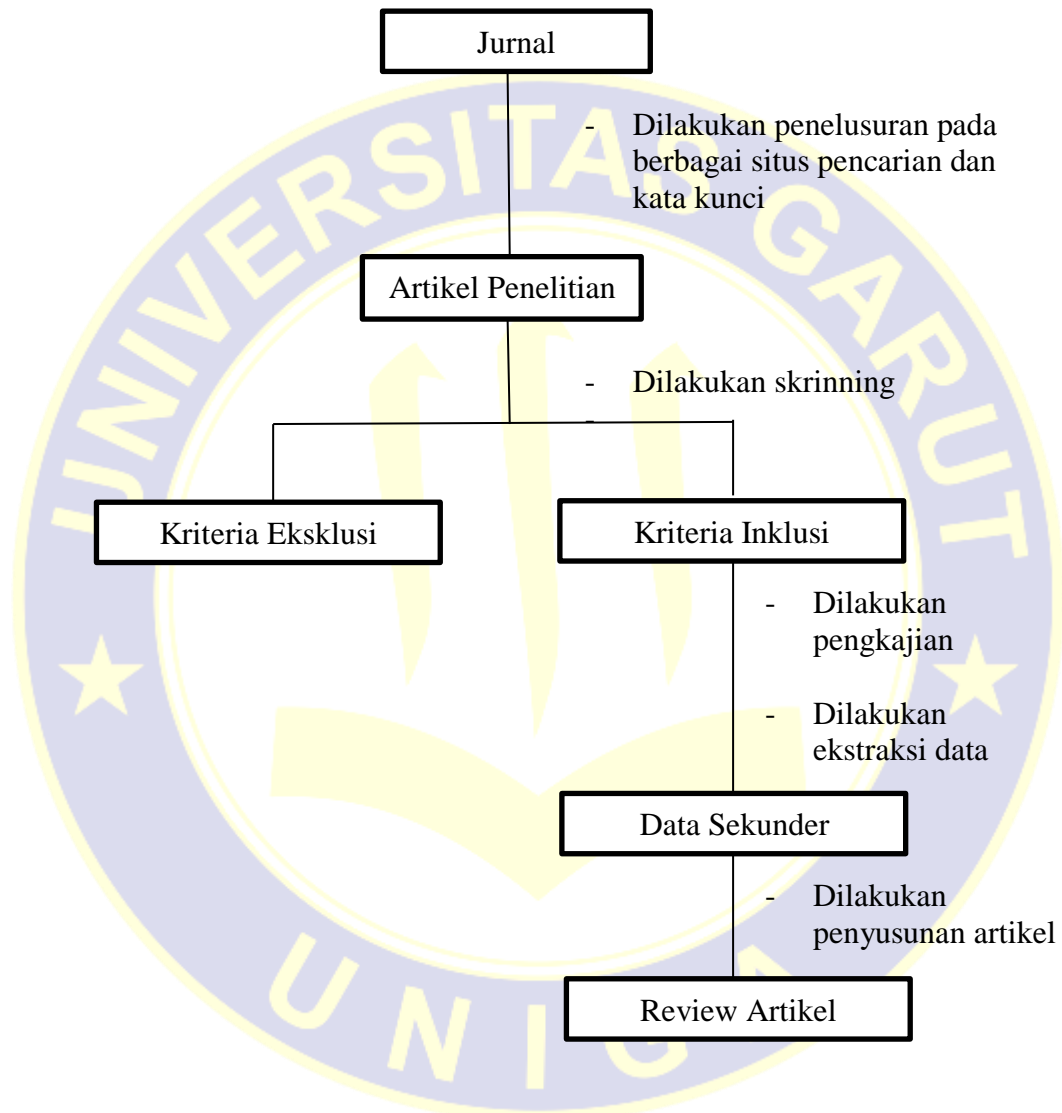 Jurnal
- Dilakukan penelusuran pada
berbagai situs pencarian dan
kata kunci
Artikel Penelitian
- Dilakukan skrinning
-
Kriteria Eksklusi
Kriteria Inklusi
- Dilakukan
pengkajian
- Dilakukan
ekstraksi data
Data Sekunder
- Dilakukan
penyusunan artikel
Review Artikel
UNIVERSITAS GARUT
UNIGA